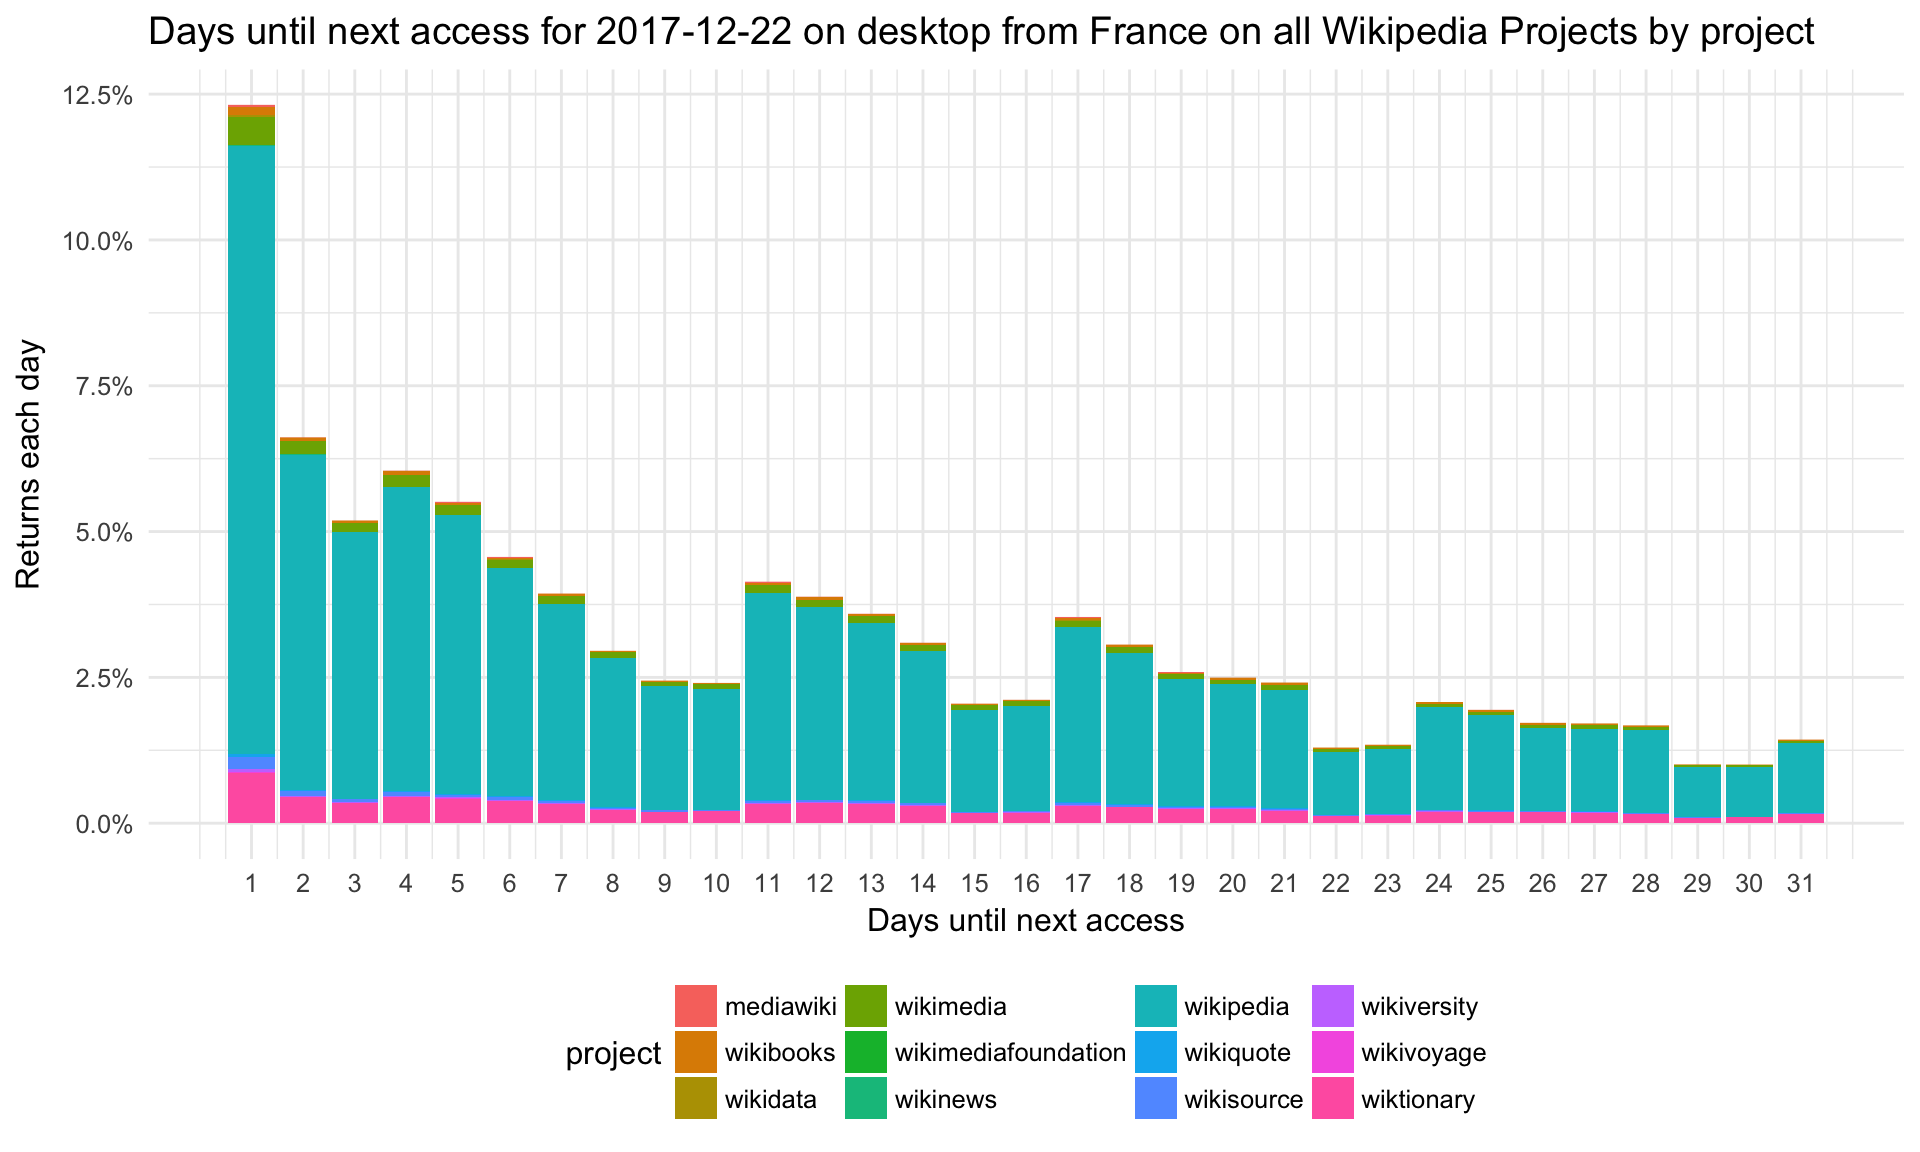 Days until next access for 2017-12-22 on desktop from France on all Wikipedia Projects by project
Returns each day
12.5%
10.0%
7.5%
5.0%
2.5%
0.0%
1 2 3 4 5 6 7 8 9 10 11 12 13 14 15 16 17 18 19 20 21 22 23 24 25 26 27 28 29 30 31
Days until next access
project
mediawiki wikimedia wikipedia wikiversity
wikibooks wikimediafoundation wikiquote wikivoyage
wikidata wikinews wikisource wiktionary